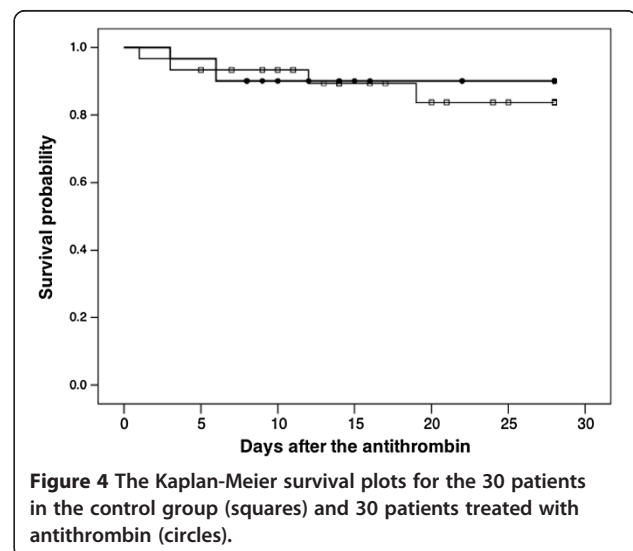 1.0
0.8
0.6
0.4
0.2
0.0
Survival probability
0 5 10 15 20 25 30
Days after the antithrombin
Figure 4 The Kaplan-Meier survival plots for the 30 patients
in the control group (squares) and 30 patients treated with
antithrombin (circles).